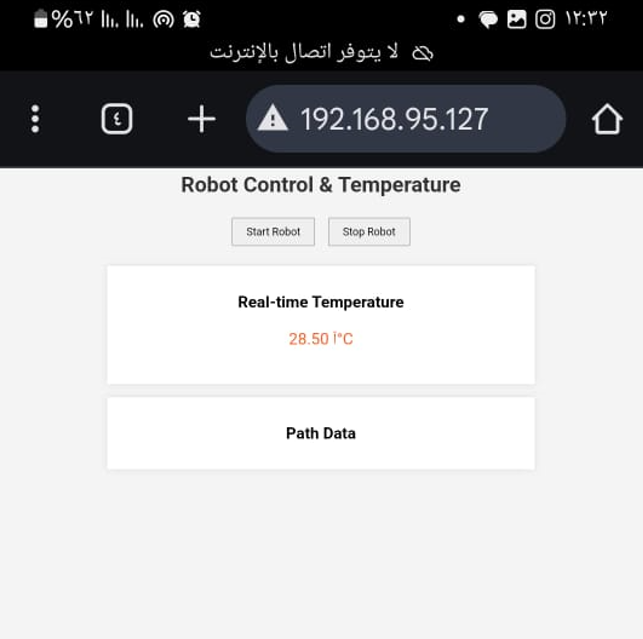 ١٢:٣٢ %٦٢
لا يتوفر اتصال بالإنترنت
192.168.95.127 ٤
Robot Control & Temperature
Start Robot Stop Robot
Real-time Temperature
28.50 آ°C
Path Data